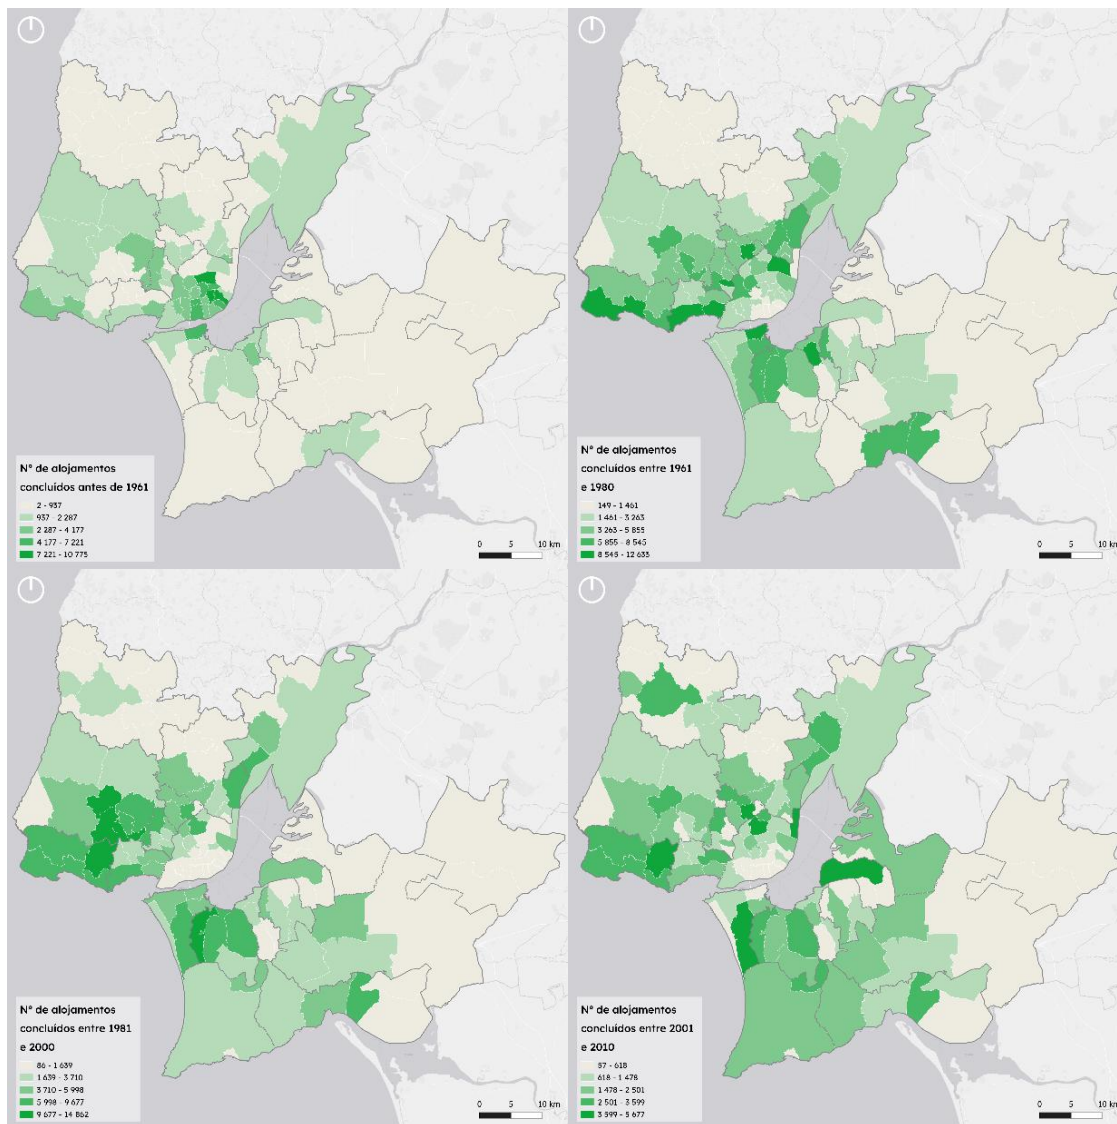 Nº de alojamentos
concluídos antes de 1961
2 - 937
937 - 2 287
2 287 - 4 177
4 177 - 7 221
7 221 - 10 775
0 5 10 km
Nº de alojamentos
concluídos entre 1961
e 1980
149 - 1 461
1 461 - 3 263
3 263 - 5 855
5 855 - 8 545
8 545 - 12 633
0 5 10 km
Nº de alojamentos
concluídos entre 1981
e 2000
86 - 1 639
1 639 - 3 710
3 710 - 5 998
5 998 - 9 677
9 677 - 14 862
0 5 10 km
Nº de alojamentos
concluídos entre 2001
e 2010
57 - 618
618 - 1 478
1 478 - 2 501
2 501 - 3 599
3 599 - 5 677
0 5 10 km